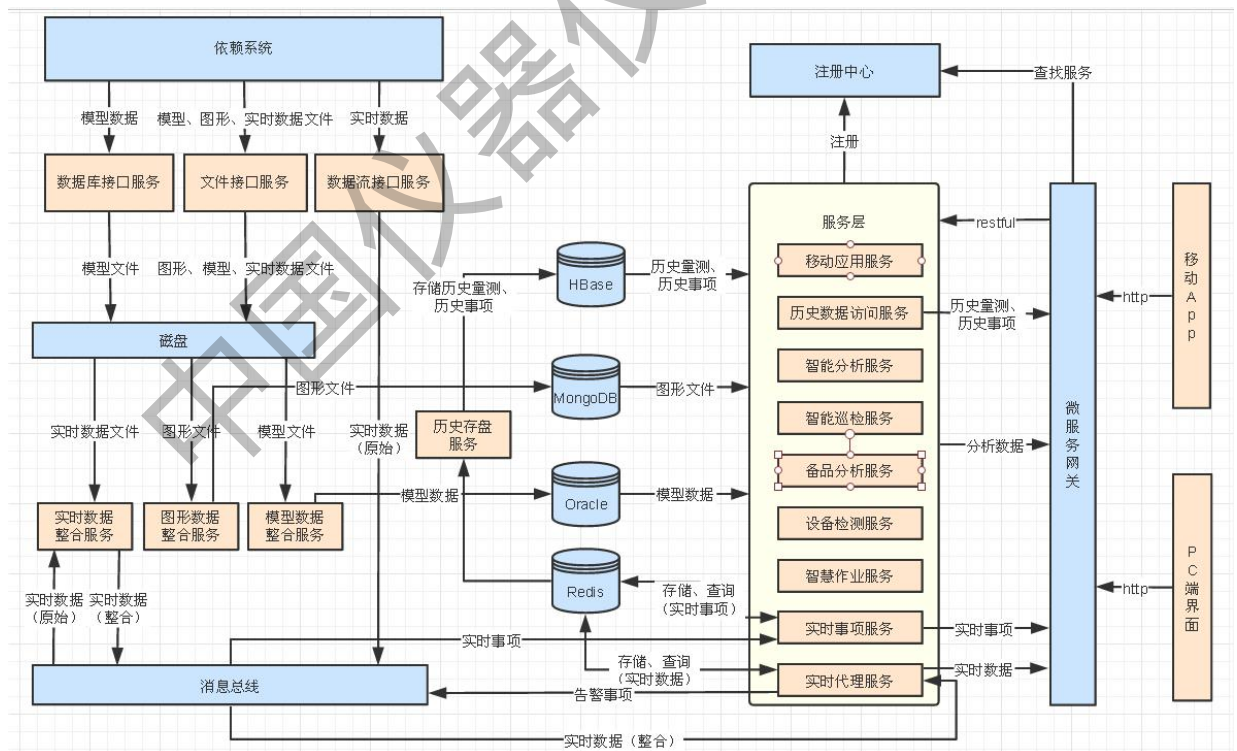 依赖系统
注册中心
查找服务
模型数据
模型、图形、实时数据文件
实时数据
注册
数据库接口服务
文件接口服务
数据流接口服务
服务层
restful
移动应用服务
模型文件
图形、模型、实时数据文件
存储历史量测、
历史事项
HBase
历史量测、
历史事项
历史数据访问服务
历史量测、
历史事项
http
移动App
磁盘
智能分析服务
图形文件
MongoDB
图形文件
智能巡检服务
微服务网关
实时数据文件
图形文件
模型文件
实时数据
(原始)
历史存盘
服务
分析数据
备品分析服务
模型数据
Oracle
模型数据
实时数据
整合服务
图形数据
整合服务
模型数据
整合服务
设备检测服务
智慧作业服务
Redis
存储、查询
(实时事项)
http
PC端界面
实时数据
(原始)
实时数据
(整合)
实时事项
实时事项服务
实时事项
消息总线
存储、查询
(实时数据)
告警事项
实时代理服务
实时数据
实时数据(整合)
中国仪器仪